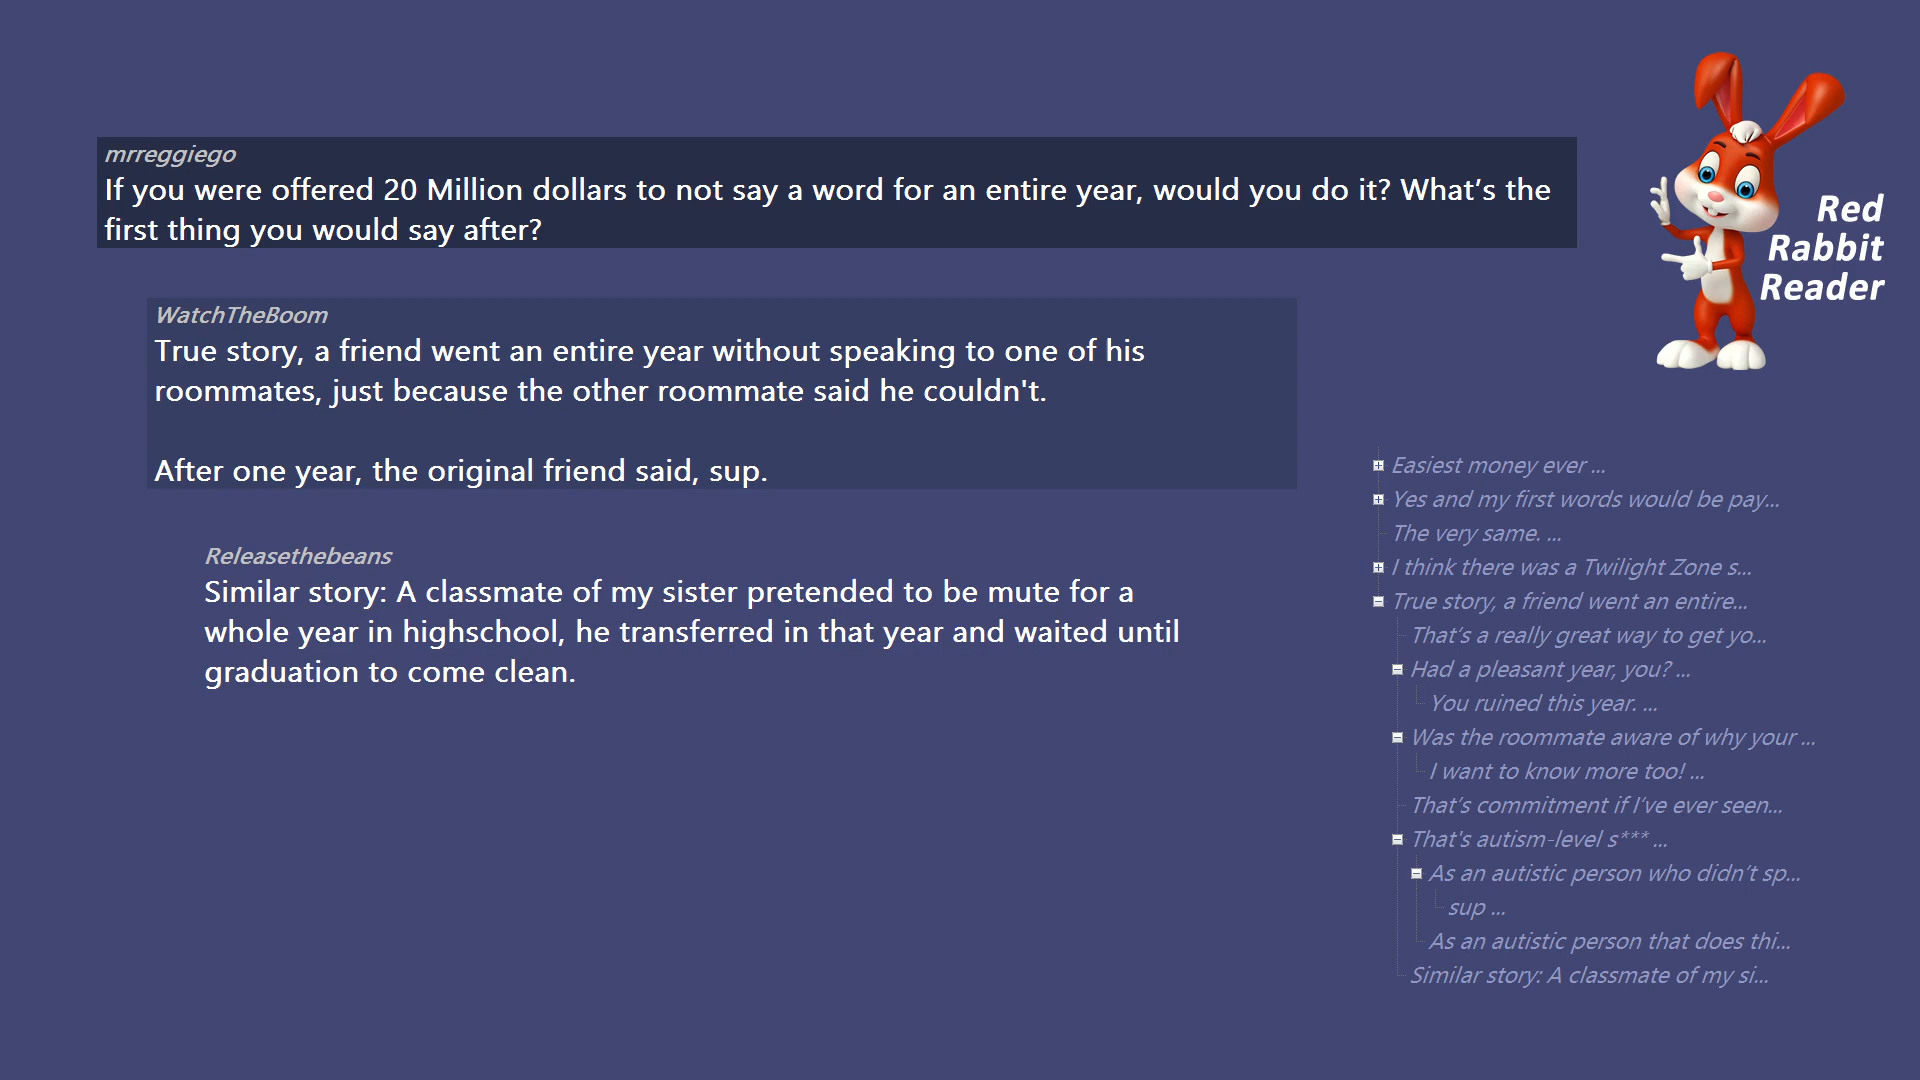 mrreggiego
If you were offered 20 Million dollars to not say a word for an entire year, would you do it? What’s the
first thing you would say after?
WatchTheBoom
True story, a friend went an entire year without speaking to one of his
roommates, just because the other roommate said he couldn't.
After one year, the original friend said, sup.
Releasethebeans
Similar story: A classmate of my sister pretended to be mute for a
whole year in highschool, he transferred in that year and waited until
graduation to come clean.
Red
Rabbit
Reader
Easiest money ever ...
Yes and my first words would be pay...
The very same. ...
I think there was a Twilight Zone s...
True story, a friend went an entire...
That’s a really great way to get yo...
Had a pleasant year, you? ...
You ruined this year. ...
Was the roommate aware of why your ...
I want to know more too! ...
That’s commitment if I’ve ever seen...
That's autism-level s*** ...
As an autistic person who didn’t sp...
sup ...
As an autistic person that does thi...
Similar story: A classmate of my si...